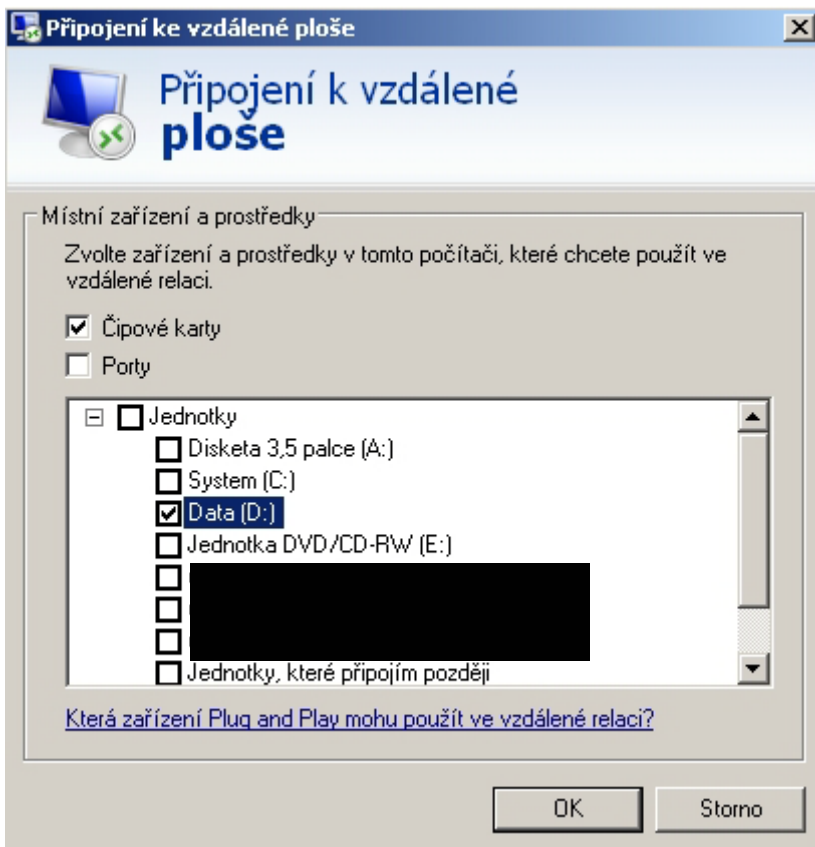 Připojení ke vzdálené ploše
Připojení k vzdálené
ploše
Místní zařízení a prostředky
Zvolte zařízení a prostředky v tomto počítači, které chcete použít ve
vzdálené relaci.
Čipové karty
Porty
Jednotky
Disketa 3,5 palce (A:)
System (C:)
Data (D:)
Jednotka DVD/CD-RW (E:)
Jednotky, které připojím později
Která zařízení Plug and Play mohu použít ve vzdálené relaci?
OK
Storno